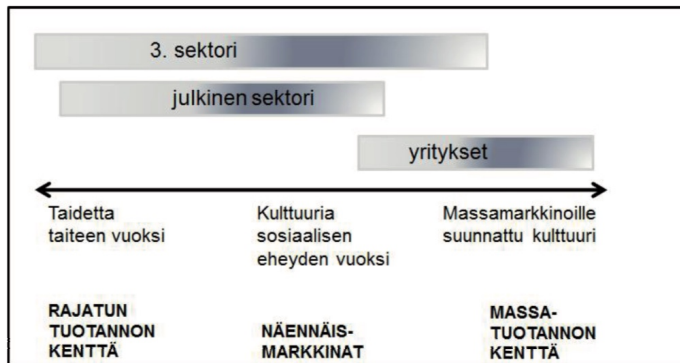 3. sektori
julkinen sektori
yritykset
Taidetta
taiteen vuoksi
Kulttuuria
sosiaalisen
eheyden vuoksi
Massamarkkinoille
suunnattu kulttuuri
RAJATUN
TUOTANNON
KENTTÄ
NÄENNÄIS-
MARKKINAT
MASSA-
TUOTANNON
KENTTÄ